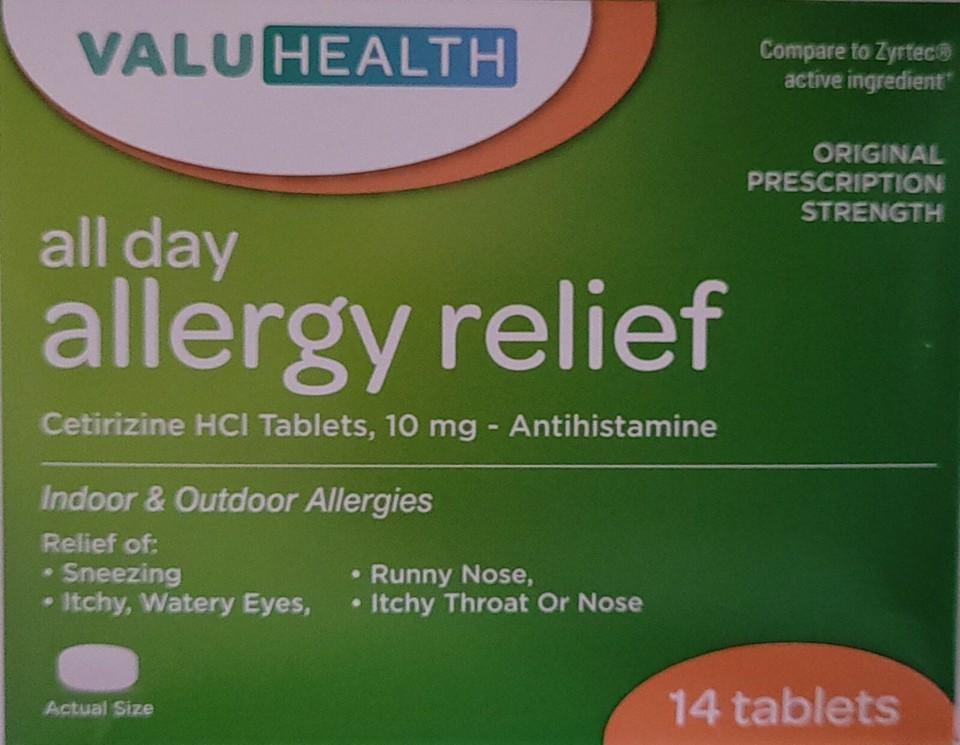 VALUHEALTH
Compare to Zyrtec®
active ingredient†
ORIGINAL
PRESCRIPTION
STRENGTH
all day
allergy relief
Cetirizine HCl Tablets, 10 mg - Antihistamine
Indoor & Outdoor Allergies
Relief of:
• Sneezing • Runny Nose,
• Itchy, Watery Eyes, • Itchy Throat Or Nose
Actual Size
14 tablets